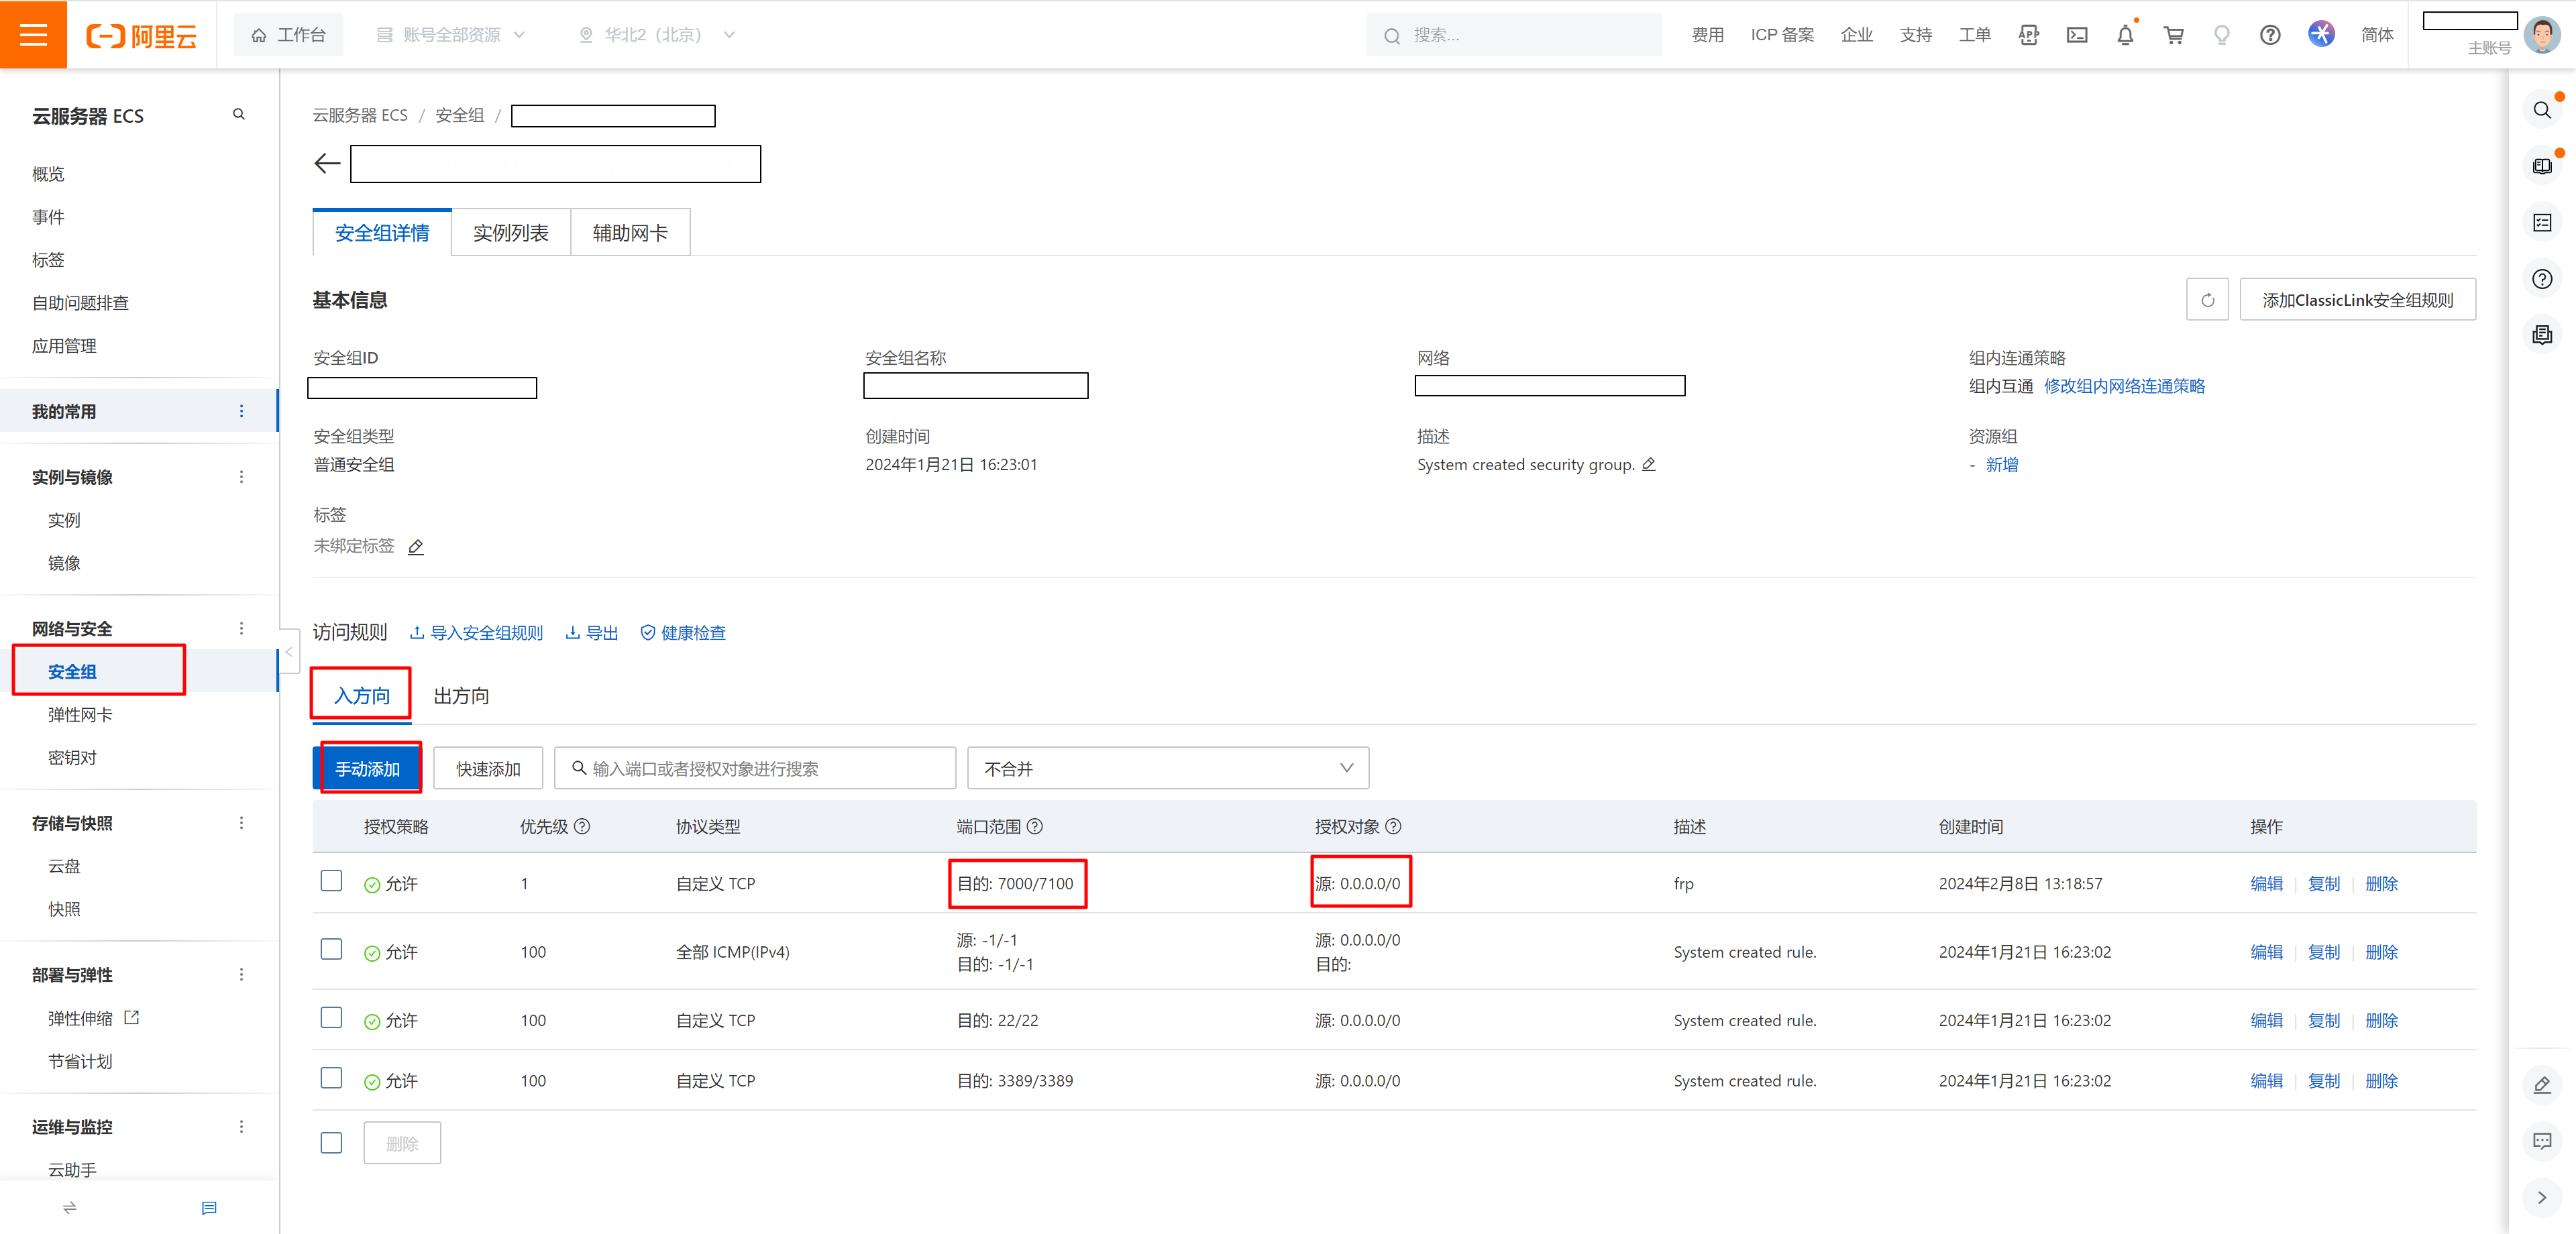 阿里云
工作台
账号全部资源
华北2（北京）
搜索...
费用
ICP 备案
企业
支持
工单
简体
主账号
云服务器 ECS
概览
事件
标签
自助问题排查
应用管理
我的常用
实例与镜像
实例
镜像
网络与安全
安全组
弹性网卡
密钥对
存储与快照
云盘
快照
部署与弹性
弹性伸缩
节省计划
运维与监控
云助手
云服务器 ECS / 安全组 /
安全组详情
实例列表
辅助网卡
基本信息
添加ClassicLink安全组规则
安全组ID
安全组名称
网络
组内连通策略
组内互通 修改组内网络连通策略
安全组类型
创建时间
描述
资源组
普通安全组
2024年1月21日 16:23:01
System created security group.
- 新增
标签
未绑定标签
访问规则
导入安全组规则
导出
健康检查
入方向
出方向
手动添加
快速添加
输入端口或者授权对象进行搜索
不合并
授权策略 优先级 协议类型 端口范围 授权对象 描述 创建时间 操作
允许 1 自定义 TCP 目的: 7000/7100 源: 0.0.0.0/0 frp 2024年2月8日 13:18:57 编辑 复制 删除
源: -1/-1 源: 0.0.0.0/0
允许 100 全部 ICMP(IPv4) System created rule. 2024年1月21日 16:23:02 编辑 复制 删除
目的: -1/-1 目的:
允许 100 自定义 TCP 目的: 22/22 源: 0.0.0.0/0 System created rule. 2024年1月21日 16:23:02 编辑 复制 删除
允许 100 自定义 TCP 目的: 3389/3389 源: 0.0.0.0/0 System created rule. 2024年1月21日 16:23:02 编辑 复制 删除
删除